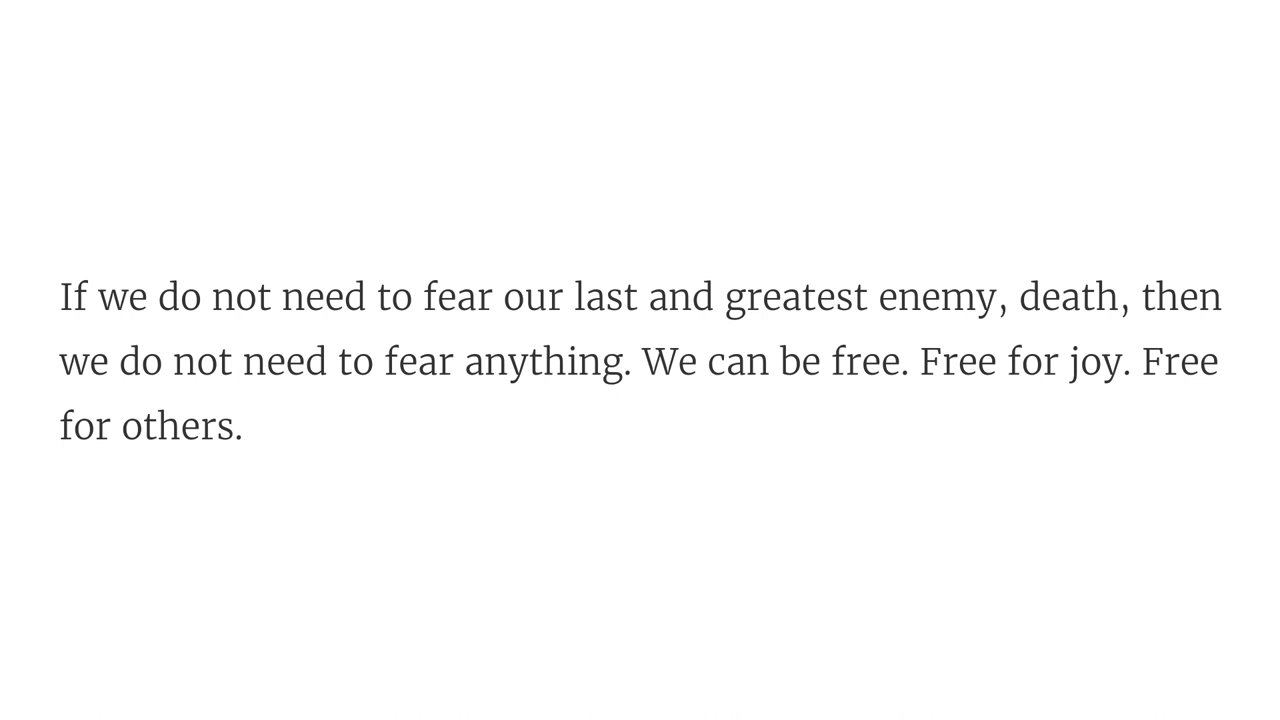 If we do not need to fear our last and greatest enemy, death, then
we do not need to fear anything. We can be free. Free for joy. Free
for others.